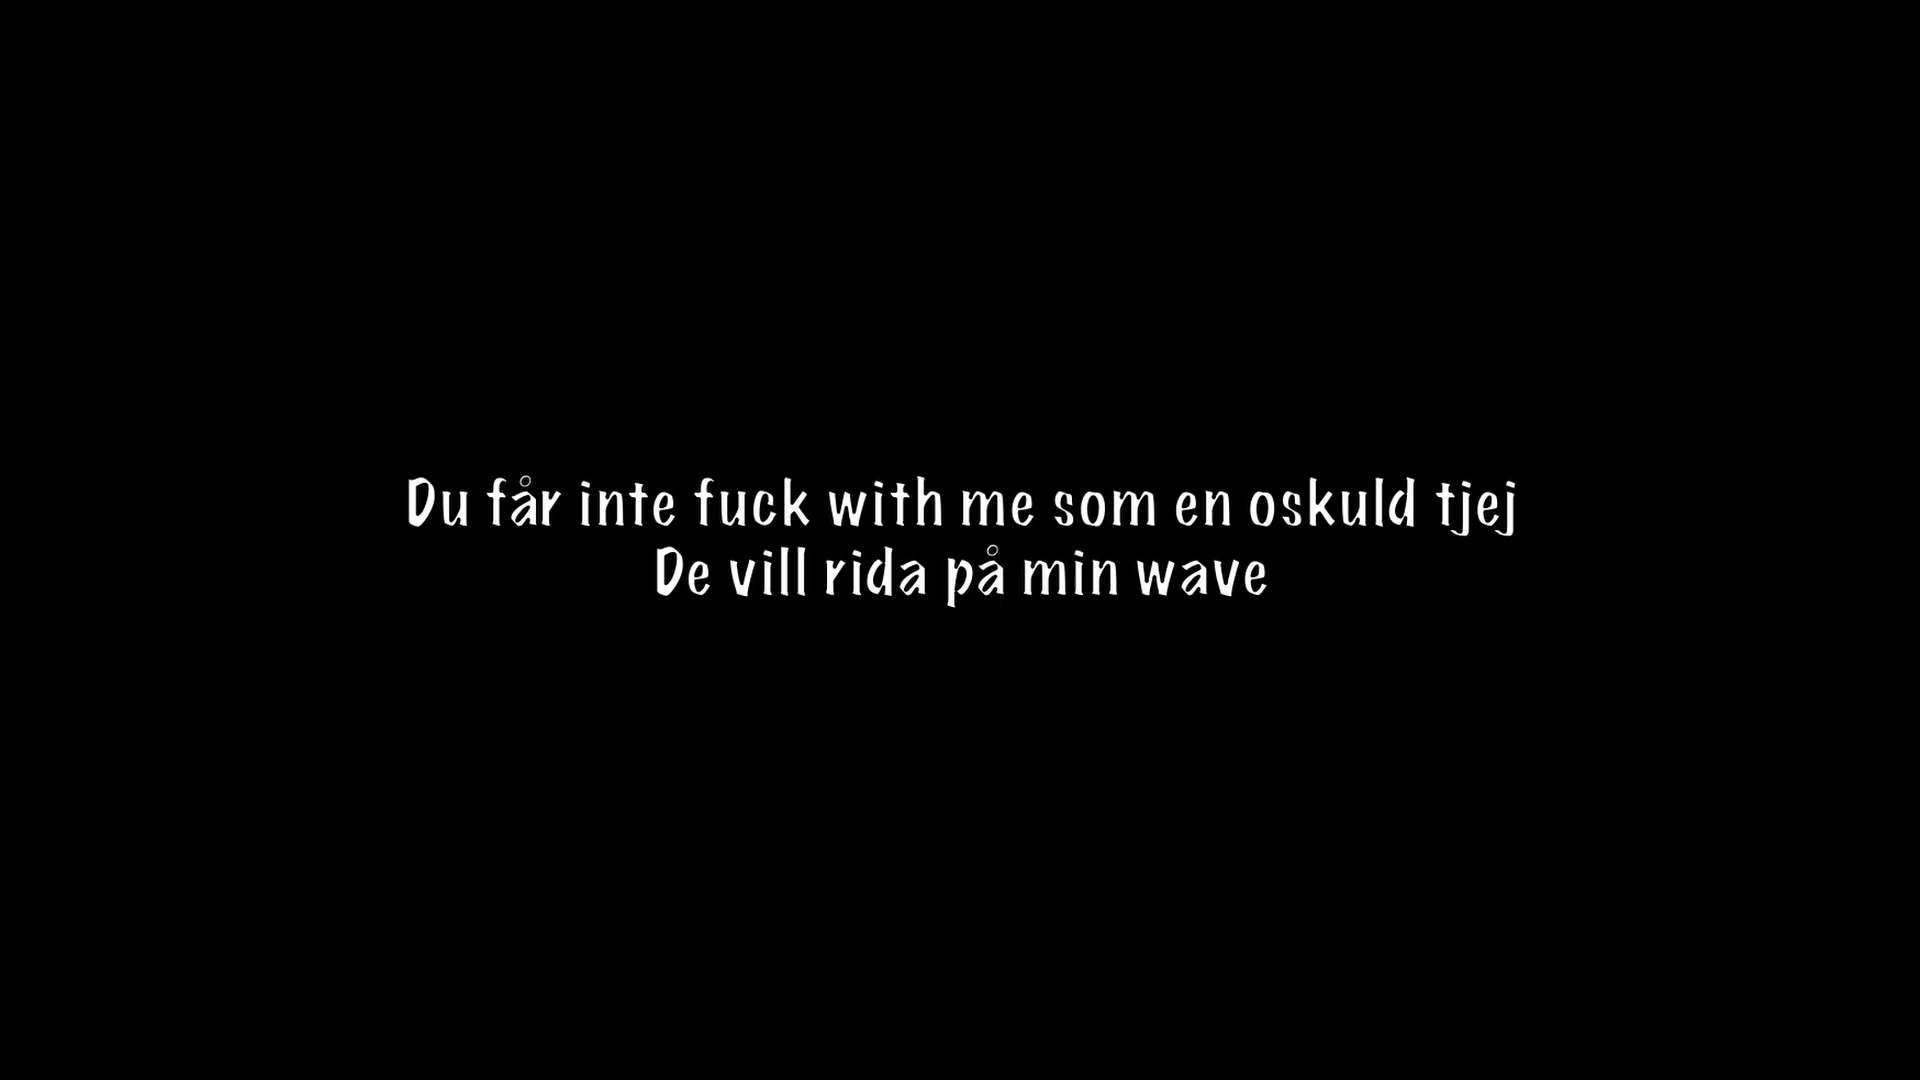 Du får inte fuck with me som en oskuld tjej
De vill rida på min wave